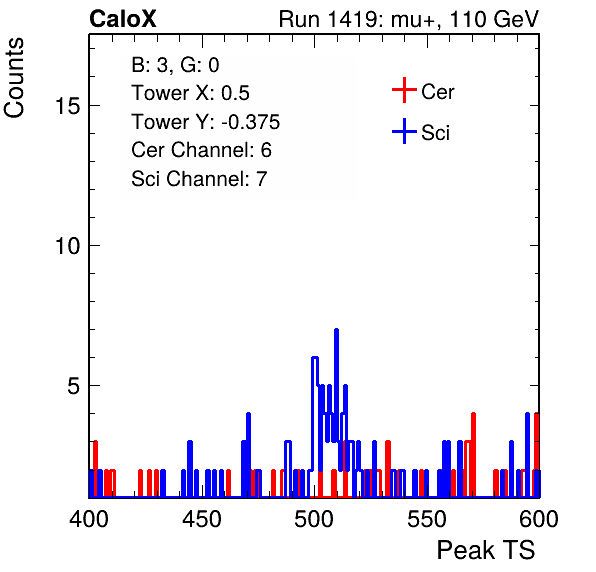 CaloX Run 1419: mu+, 110 GeV
Counts
B: 3, G: 0
Tower X: 0.5
Tower Y: -0.375
Cer Channel: 6
Sci Channel: 7
Cer
Sci
15
10
5
400 450 500 550 600
Peak TS